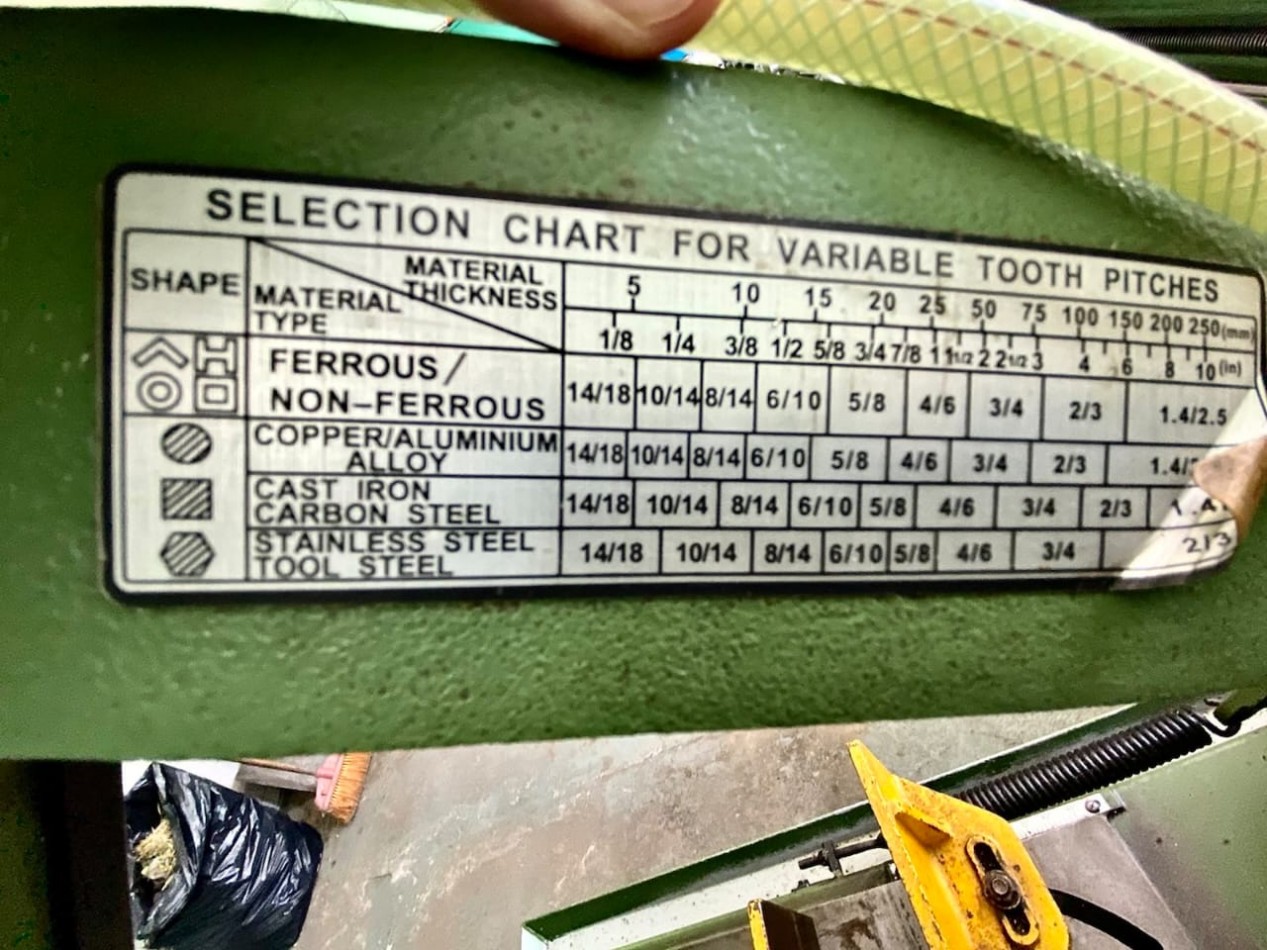 SELECTION CHART FOR VARIABLE TOOTH PITCHES
SHAPE
MATERIAL THICKNESS
MATERIAL TYPE
5 10 15 20 25 50 75 100 150 200 250 (mm)
1/8 1/4 3/8 1/2 5/8 3/4 7/8 1 1 1/2 2 2 1/2 3 4 6 8 10 (in)
FERROUS/
NON-FERROUS
14/18 10/14 8/14 6/10 5/8 4/6 3/4 2/3 1.4/2.5
COPPER/ALUMINIUM
ALLOY
14/18 10/14 8/14 6/10 5/8 4/6 3/4 2/3 1.4/
CAST IRON
CARBON STEEL
14/18 10/14 8/14 6/10 5/8 4/6 3/4 2/3
STAINLESS STEEL
TOOL STEEL
14/18 10/14 8/14 6/10 5/8 4/6 3/4 2/3